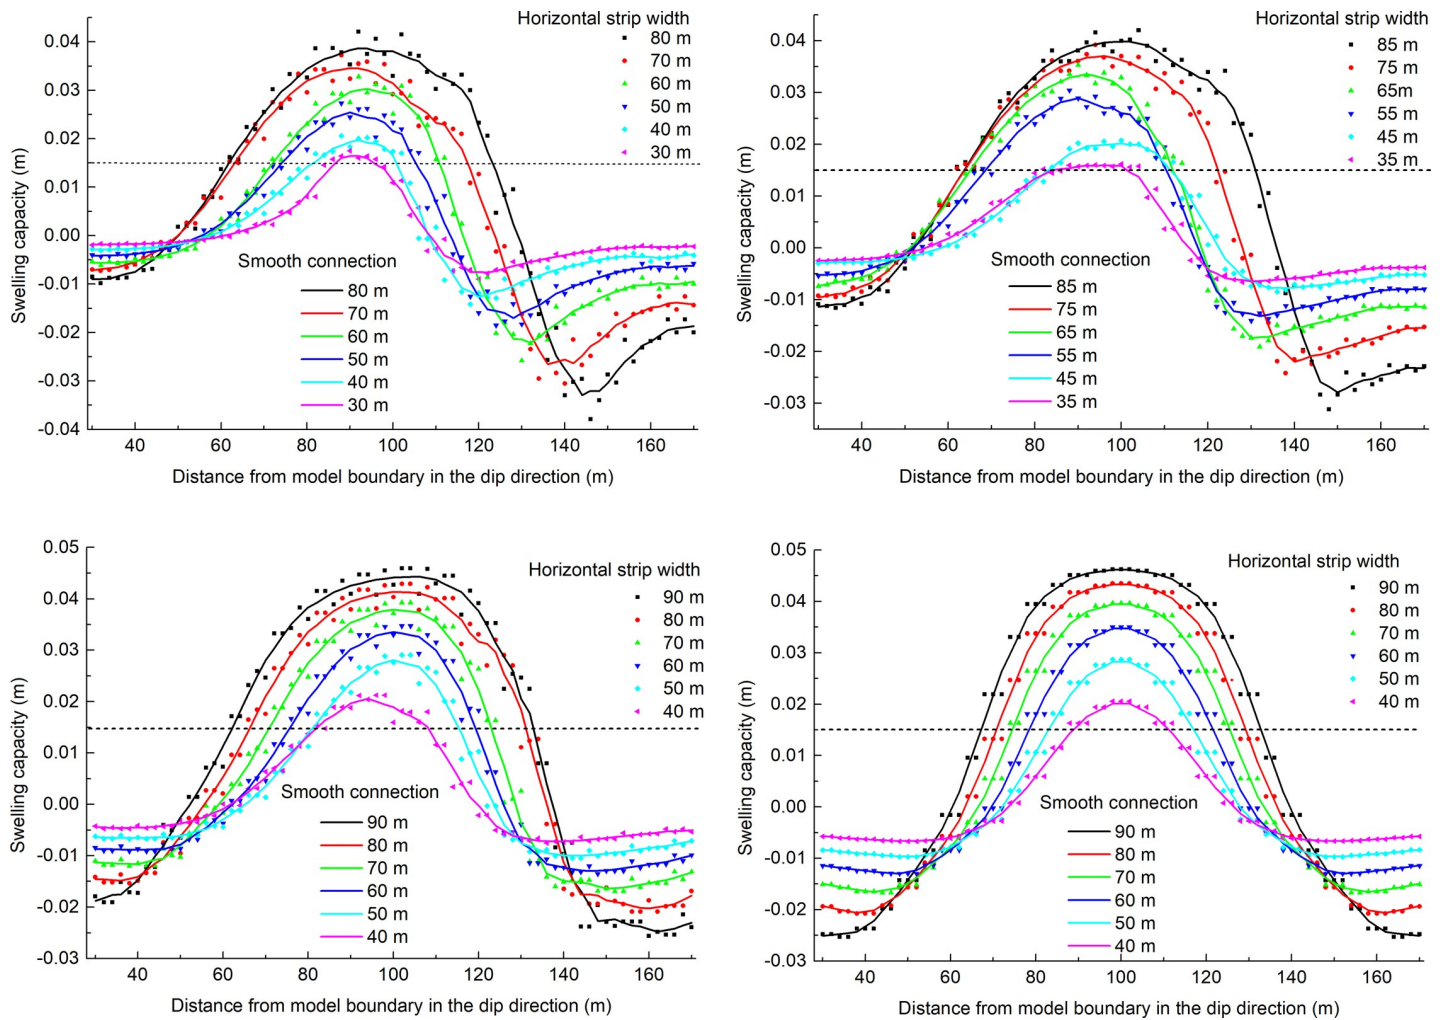 Horizontal strip width
80 m
70 m
60 m
50 m
40 m
30 m
0.04
0.03
0.02
0.01
0.00
-0.01
-0.02
-0.03
-0.04
Swelling capacity (m)
Smooth connection
80 m
70 m
60 m
50 m
40 m
30 m
40 60 80 100 120 140 160
Distance from model boundary in the dip direction (m)
Horizontal strip width
85 m
75 m
65m
55 m
45 m
35 m
0.04
0.03
0.02
0.01
0.00
-0.01
-0.02
-0.03
Swelling capacity (m)
Smooth connection
85 m
75 m
65 m
55 m
45 m
35 m
40 60 80 100 120 140 160
Distance from model boundary in the dip direction (m)
Horizontal strip width
90 m
80 m
70 m
60 m
50 m
40 m
0.05
0.04
0.03
0.02
0.01
0.00
-0.01
-0.02
-0.03
Swelling capacity (m)
Smooth connection
90 m
80 m
70 m
60 m
50 m
40 m
40 60 80 100 120 140 160
Distance from model boundary in the dip direction (m)
Horizontal strip width
90 m
80 m
70 m
60 m
50 m
40 m
0.05
0.04
0.03
0.02
0.01
0.00
-0.01
-0.02
-0.03
Swelling capacity (m)
Smooth connection
90 m
80 m
70 m
60 m
50 m
40 m
40 60 80 100 120 140 160
Distance from model boundary in the dip direction (m)